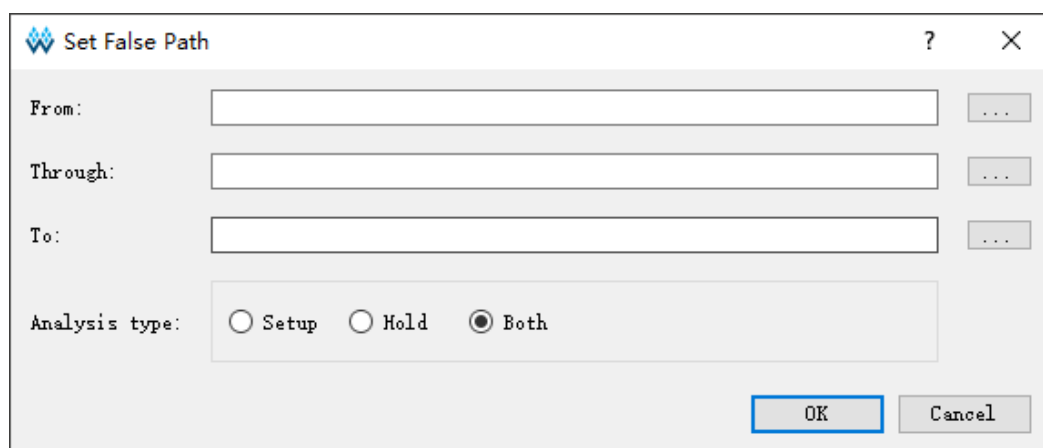 Set False Path ?
From: ...
Through: ...
To: ...
Analysis type: Setup Hold Both
OK Cancel